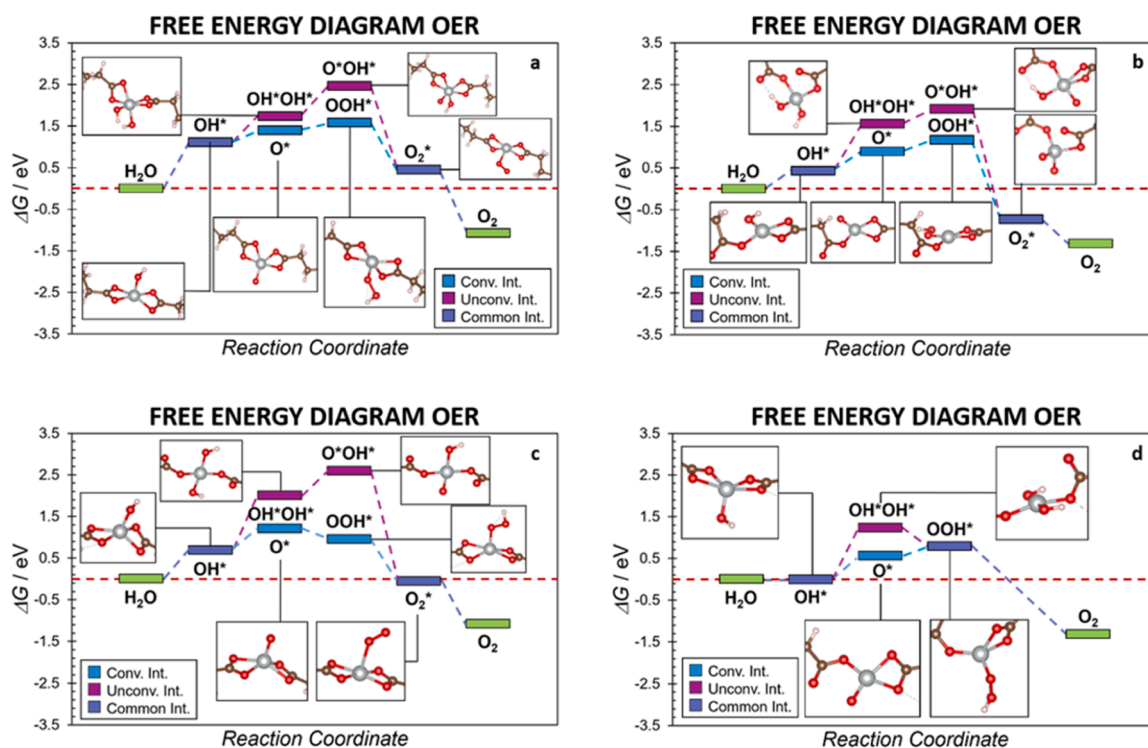 FREE ENERGY DIAGRAM OER
a
3.5
2.5
1.5
0.5
-0.5
-1.5
-2.5
-3.5
ΔG / eV
H₂O
OH*
OH*OH*
O*
O*OH*
OOH*
O₂*
O₂
Conv. Int.
Unconv. Int.
Common Int.
Reaction Coordinate
FREE ENERGY DIAGRAM OER
b
3.5
2.5
1.5
0.5
-0.5
-1.5
-2.5
-3.5
ΔG / eV
H₂O
OH*
OH*OH*
O*
O*OH*
OOH*
O₂*
O₂
Conv. Int.
Unconv. Int.
Common Int.
Reaction Coordinate
FREE ENERGY DIAGRAM OER
c
3.5
2.5
1.5
0.5
-0.5
-1.5
-2.5
-3.5
ΔG / eV
H₂O
OH*
OH*OH*
O*
O*OH*
OOH*
O₂*
O₂
Conv. Int.
Unconv. Int.
Common Int.
Reaction Coordinate
FREE ENERGY DIAGRAM OER
d
3.5
2.5
1.5
0.5
-0.5
-1.5
-2.5
-3.5
ΔG / eV
H₂O
OH*
OH*OH*
O*
OOH*
O₂
Conv. Int.
Unconv. Int.
Common Int.
Reaction Coordinate